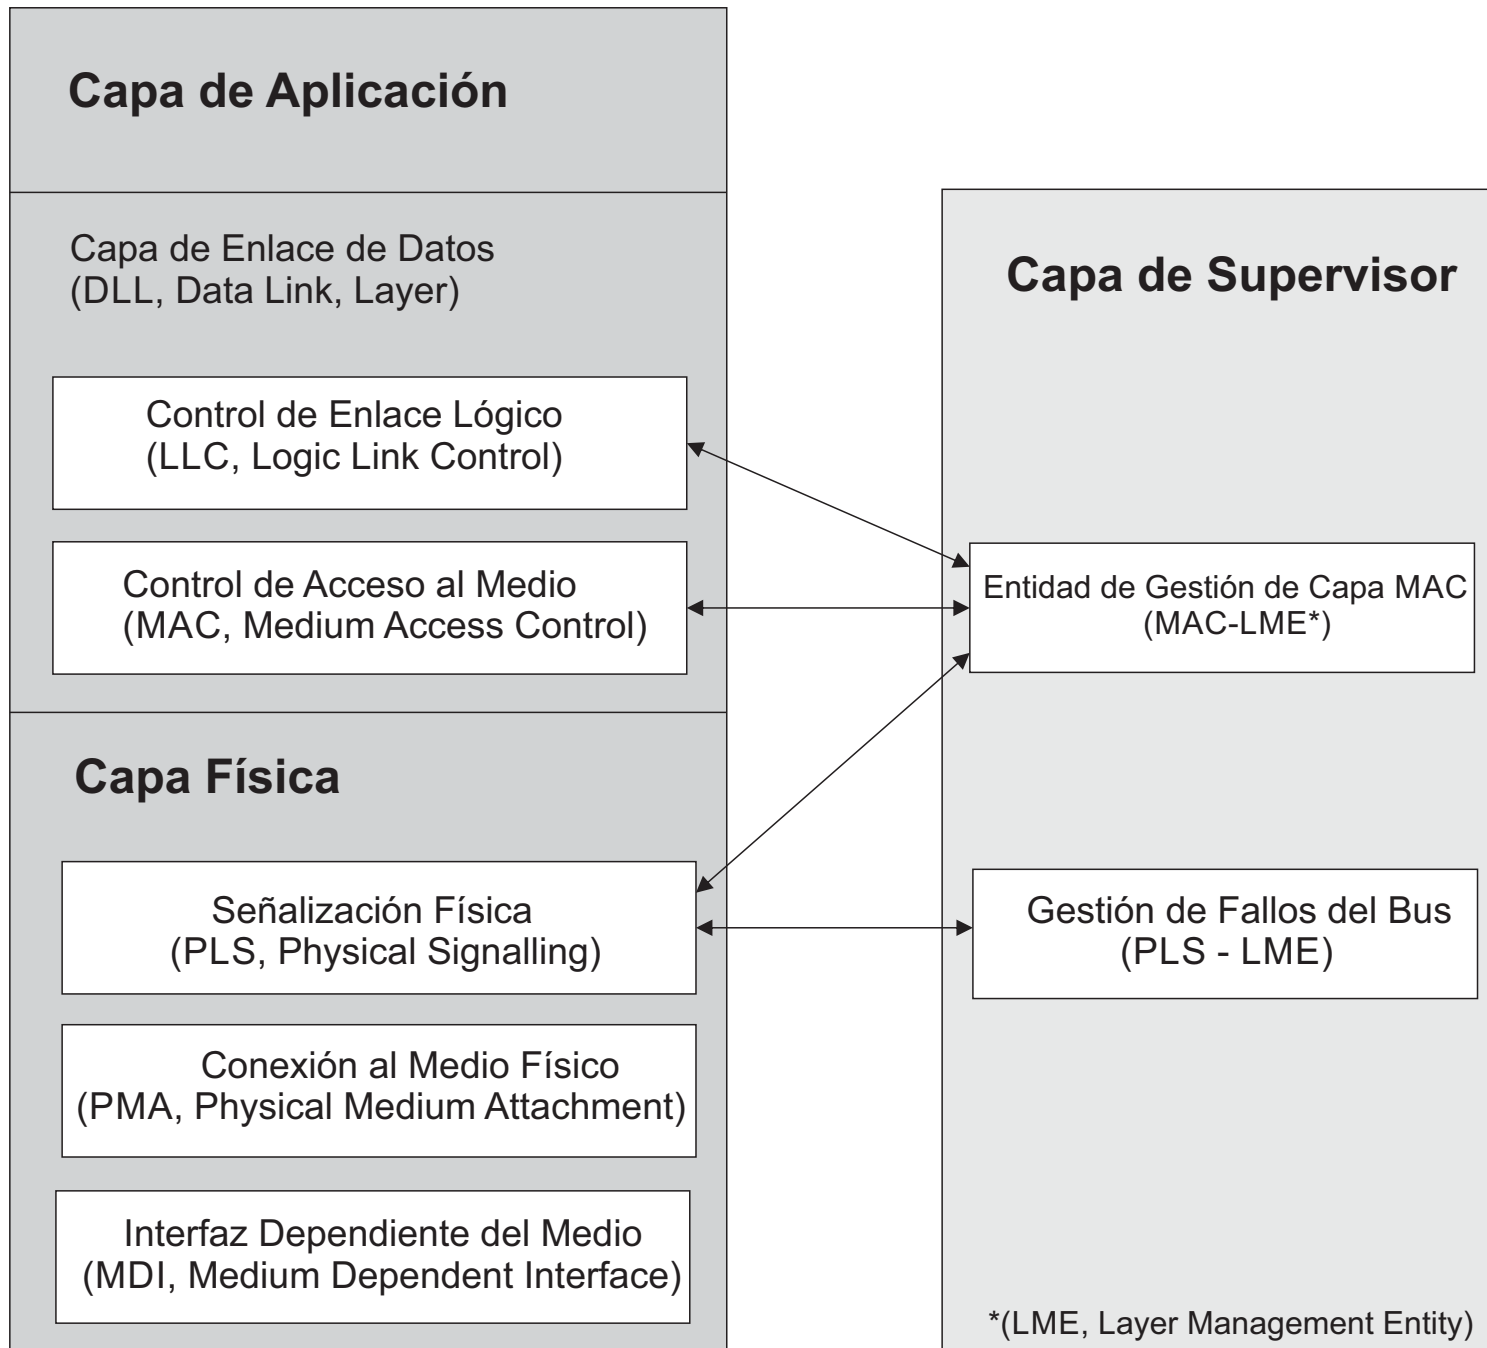 Capa de Aplicación
Capa de Enlace de Datos
(DLL, Data Link, Layer)
Control de Enlace Lógico
(LLC, Logic Link Control)
Control de Acceso al Medio
(MAC, Medium Access Control)
Capa Física
Señalización Física
(PLS, Physical Signalling)
Conexión al Medio Físico
(PMA, Physical Medium Attachment)
Interfaz Dependiente del Medio
(MDI, Medium Dependent Interface)
Capa de Supervisor
Entidad de Gestión de Capa MAC
(MAC-LME*)
Gestión de Fallos del Bus
(PLS - LME)
*(LME, Layer Management Entity)